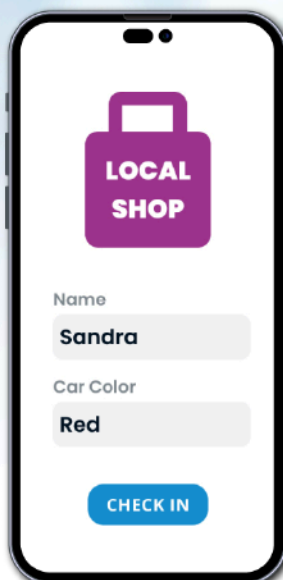 LOCAL
SHOP
Name
Sandra
Car Color
Red
CHECK IN